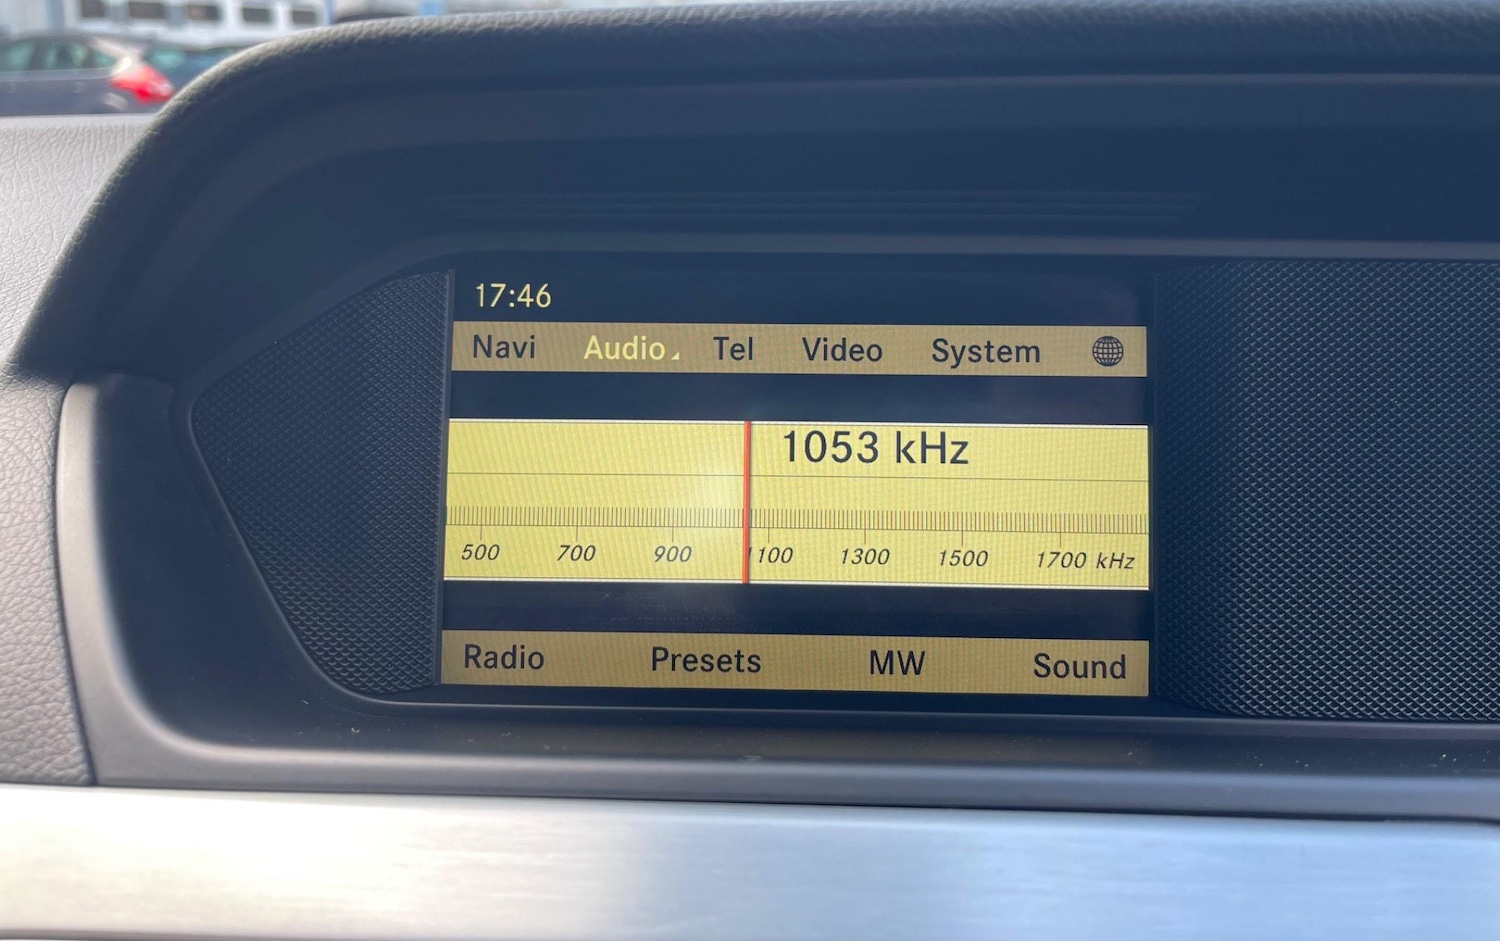 17:46
Navi Audio Tel Video System
1053 kHz
500 700 900 1100 1300 1500 1700 kHz
Radio Presets MW Sound